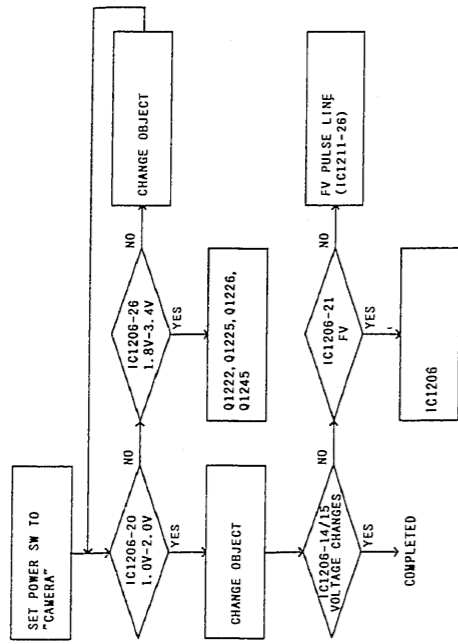 SET POWER SW TO
"CAMERA"
IC1206-20
1.0V-2.0V
NO
YES
IC1206-26
1.8V-3.4V
NO
YES
CHANGE OBJECT
Q1222, Q1225, Q1226,
Q1245
CHANGE OBJECT
IC1206-14/15
VOLTAGE CHANGES
NO
YES
COMPLETED
IC1206-21
FV
NO
YES
FV PULSE LINE
(IC1211-26)
IC1206